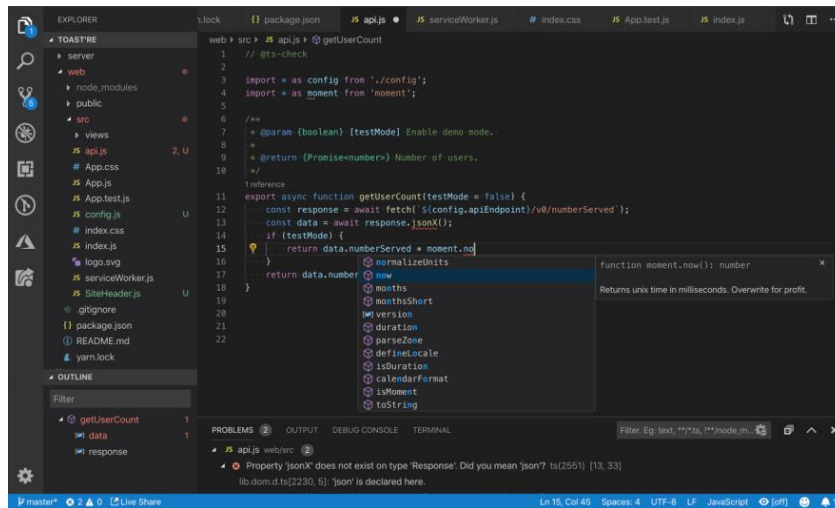 EXPLORER
TOAST'RE
server
web
node_modules
public
src
views
JS api.js 2, U
# App.css
JS App.js
JS App.test.js
JS config.js U
# index.css
JS index.js
logo.svg
JS serviceWorker.js
JS SiteHeader.js U
.gitignore
{} package.json
README.md
yarn.lock
OUTLINE
Filter
getUserCount 1
data 1
response
n.lock {} package.json JS api.js ● JS serviceWorker.js # index.css JS App.test.js JS index.js
web ▸ src ▸ JS api.js ▸ getUserCount
1 // @ts-check
2
3 import * as config from './config';
4 import * as moment from 'moment';
5
6 /**
7 * @param {boolean} [testMode] Enable demo mode.
8 *
9 * @return {Promise<number>} Number of users.
10 */
1 reference
11 export async function getUserCount(testMode = false) {
12 const response = await fetch(`${config.apiEndpoint}/v0/numberServed`);
13 const data = await response.jsonX();
14 if (testMode) {
15 return data.numberServed * moment.no
16 }
17 return data.number
18 }
19
20
21
22
normalizeUnits
now
months
monthsShort
version
duration
parseZone
defineLocale
isDuration
calendarFormat
isMoment
toString
function moment.now(): number ×
Returns unix time in milliseconds. Overwrite for profit.
PROBLEMS 2 OUTPUT DEBUG CONSOLE TERMINAL Filter. Eg: text, **/*.ts, !**/node_m...
JS api.js web/src 2
Property 'jsonX' does not exist on type 'Response'. Did you mean 'json'? ts(2551) [13, 33]
lib.dom.d.ts[2230, 5]: 'json' is declared here.
master* 2 0 Live Share Ln 15, Col 45 Spaces: 4 UTF-8 LF JavaScript [off] 1